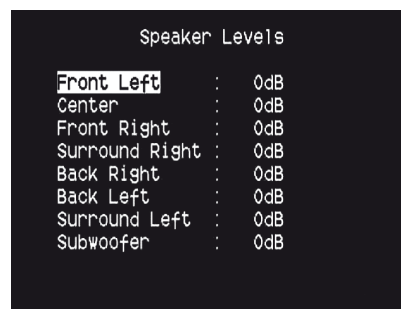 Speaker Levels
Front Left : 0dB
Center : 0dB
Front Right : 0dB
Surround Right : 0dB
Back Right : 0dB
Back Left : 0dB
Surround Left : 0dB
Subwoofer : 0dB